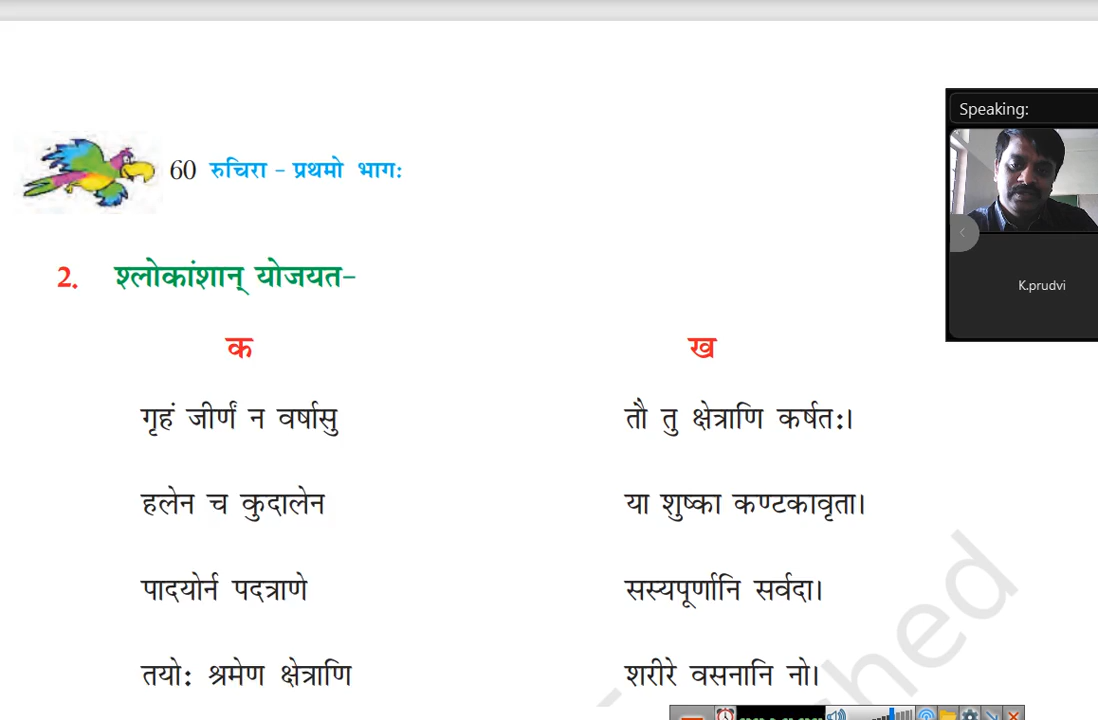 Speaking:
60 रुचिरा - प्रथमो भाग:
K.prudvi
2. श्लोकांशान् योजयत-
क ख
गृहं जीर्णं न वर्षासु तौ तु क्षेत्राणि कर्षत:।
हलेन च कुदालेन या शुष्का कण्टकावृता।
पादयोर्न पदत्राणे सस्यपूर्णानि सर्वदा।
तयो: श्रमेण क्षेत्राणि शरीरे वसनानि नो।